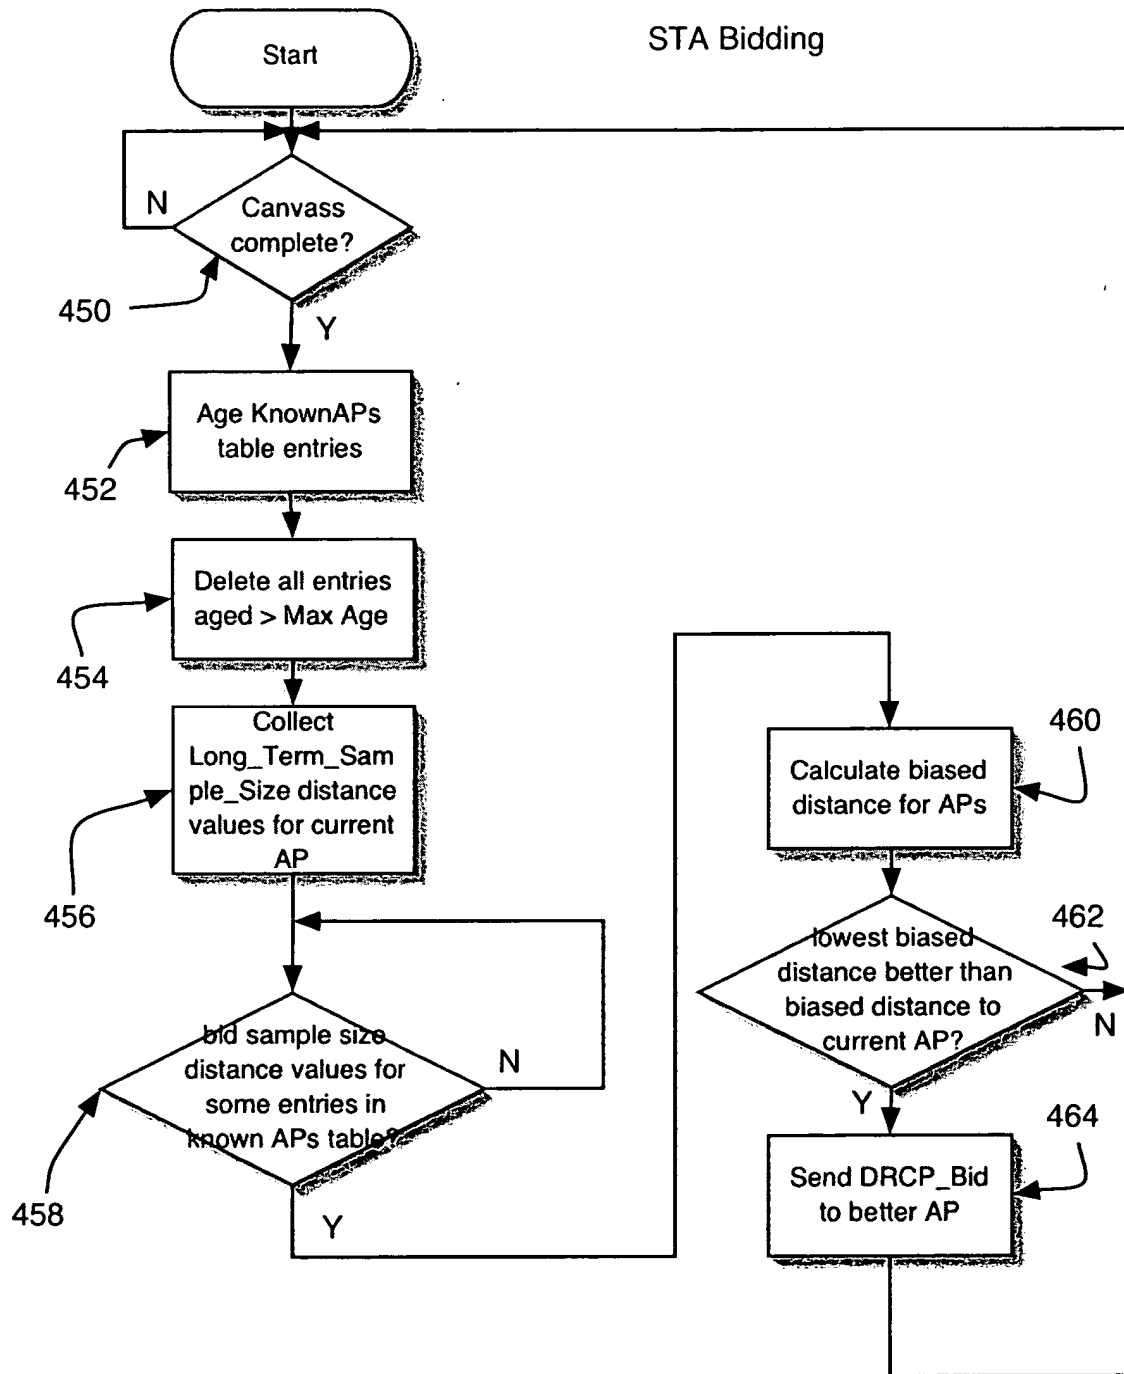 STA Bidding
Start
Canvass
complete?
N
450
Y
Age KnownAPs
table entries
452
Delete all entries
aged > Max Age
454
Collect
Long_Term_Sam
ple_Size distance
values for current
AP
456
bid sample size
distance values for
some entries in
known APs table?
N
458
Y
Calculate biased
distance for APs
460
lowest biased
distance better than
biased distance to
current AP?
462
N
Y
Send DRCP_Bid
to better AP
464